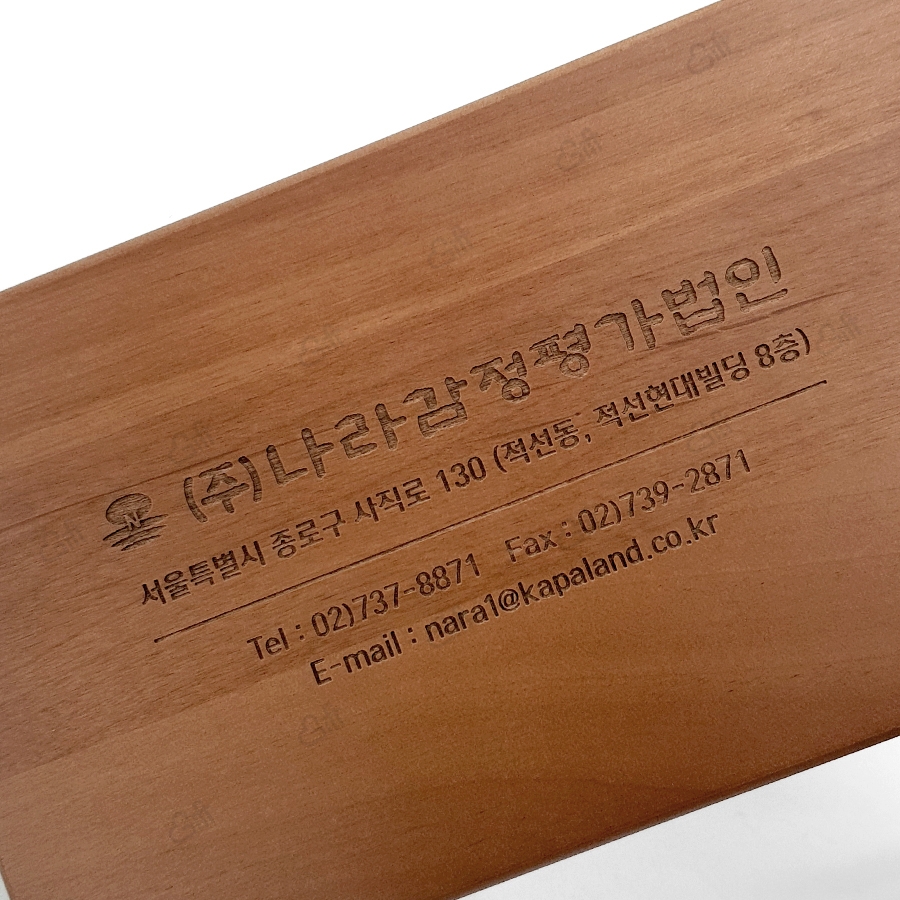 (주)나라감정평가법인
서울특별시 종로구 사직로 130 (적선동, 적선현대빌딩 8층)
Tel : 02)737-8871 Fax : 02)739-2871
E-mail : nara1@kapaland.co.kr